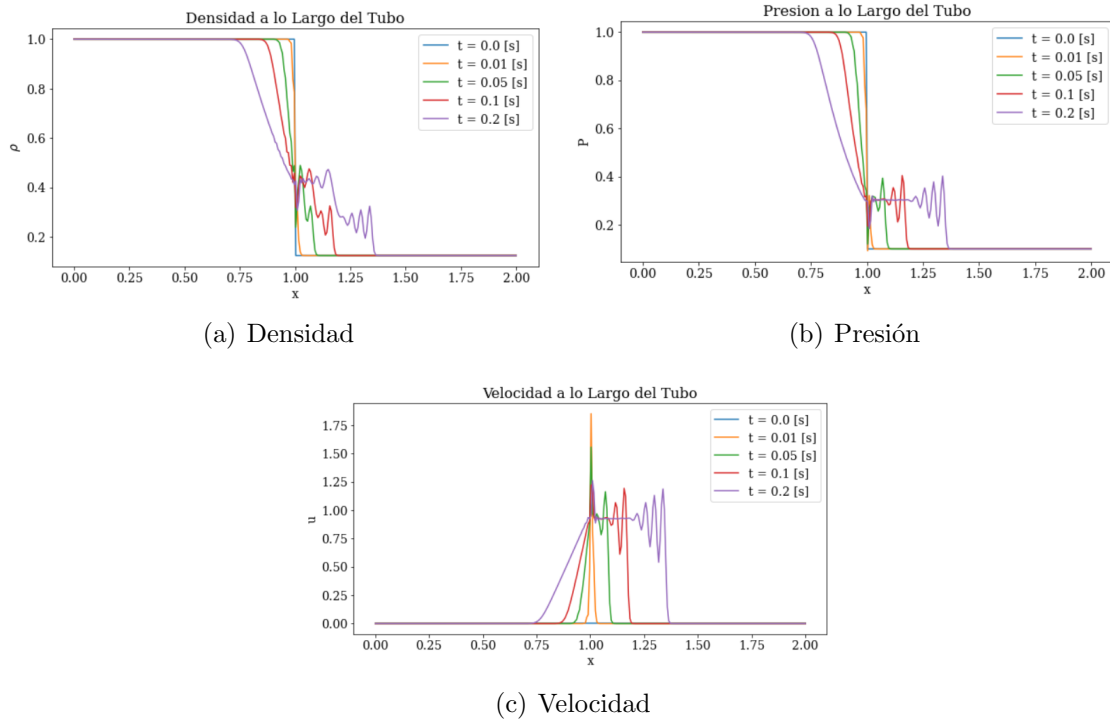 Densidad a lo Largo del Tubo
1.0
0.8
0.6
0.4
0.2
ρ
0.00 0.25 0.50 0.75 1.00 1.25 1.50 1.75 2.00
x
t = 0.0 [s]
t = 0.01 [s]
t = 0.05 [s]
t = 0.1 [s]
t = 0.2 [s]
(a) Densidad
Presion a lo Largo del Tubo
1.0
0.8
0.6
0.4
0.2
P
0.00 0.25 0.50 0.75 1.00 1.25 1.50 1.75 2.00
x
t = 0.0 [s]
t = 0.01 [s]
t = 0.05 [s]
t = 0.1 [s]
t = 0.2 [s]
(b) Presión
Velocidad a lo Largo del Tubo
1.75
1.50
1.25
1.00
0.75
0.50
0.25
0.00
u
0.00 0.25 0.50 0.75 1.00 1.25 1.50 1.75 2.00
x
t = 0.0 [s]
t = 0.01 [s]
t = 0.05 [s]
t = 0.1 [s]
t = 0.2 [s]
(c) Velocidad